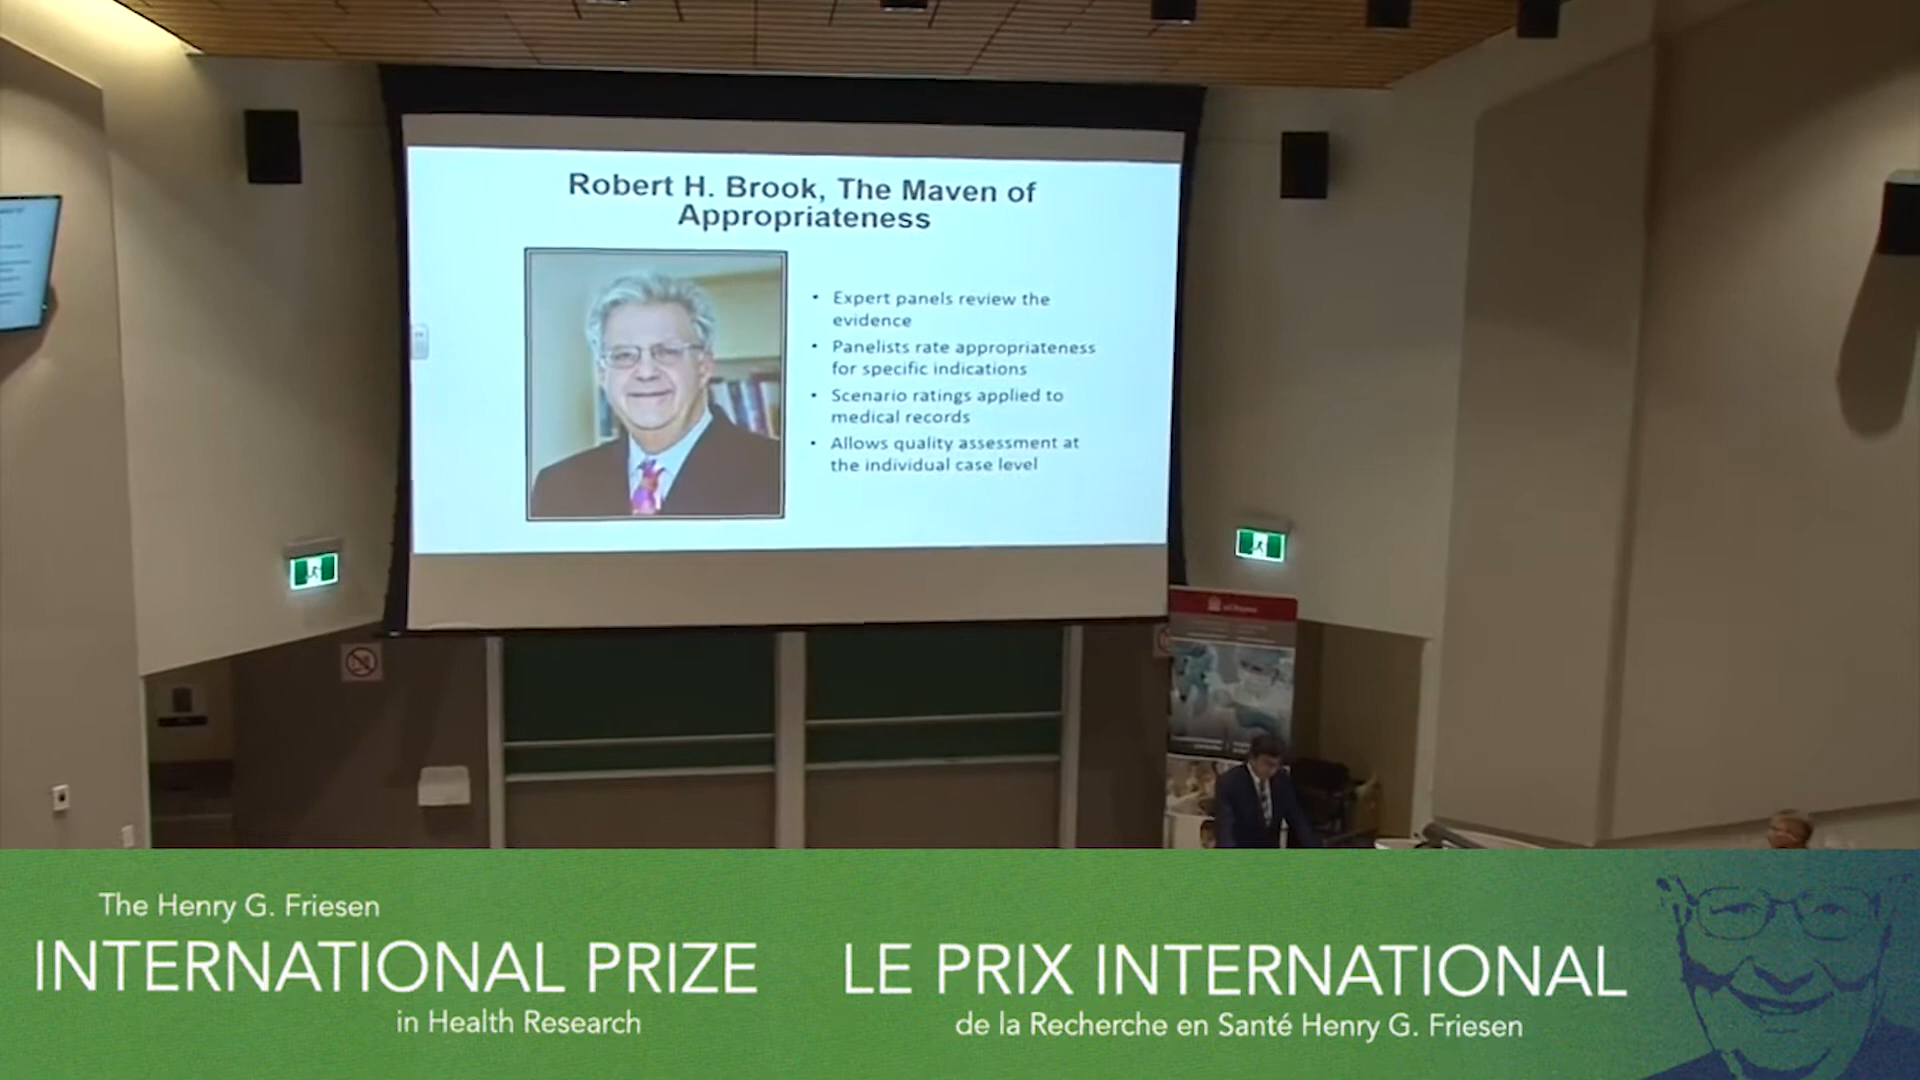 Robert H. Brook, The Maven of
Appropriateness
• Expert panels review the
evidence
• Panelists rate appropriateness
for specific indications
• Scenario ratings applied to
medical records
• Allows quality assessment at
the individual case level
uOttawa
The Henry G. Friesen
INTERNATIONAL PRIZE
in Health Research
LE PRIX INTERNATIONAL
de la Recherche en Santé Henry G. Friesen